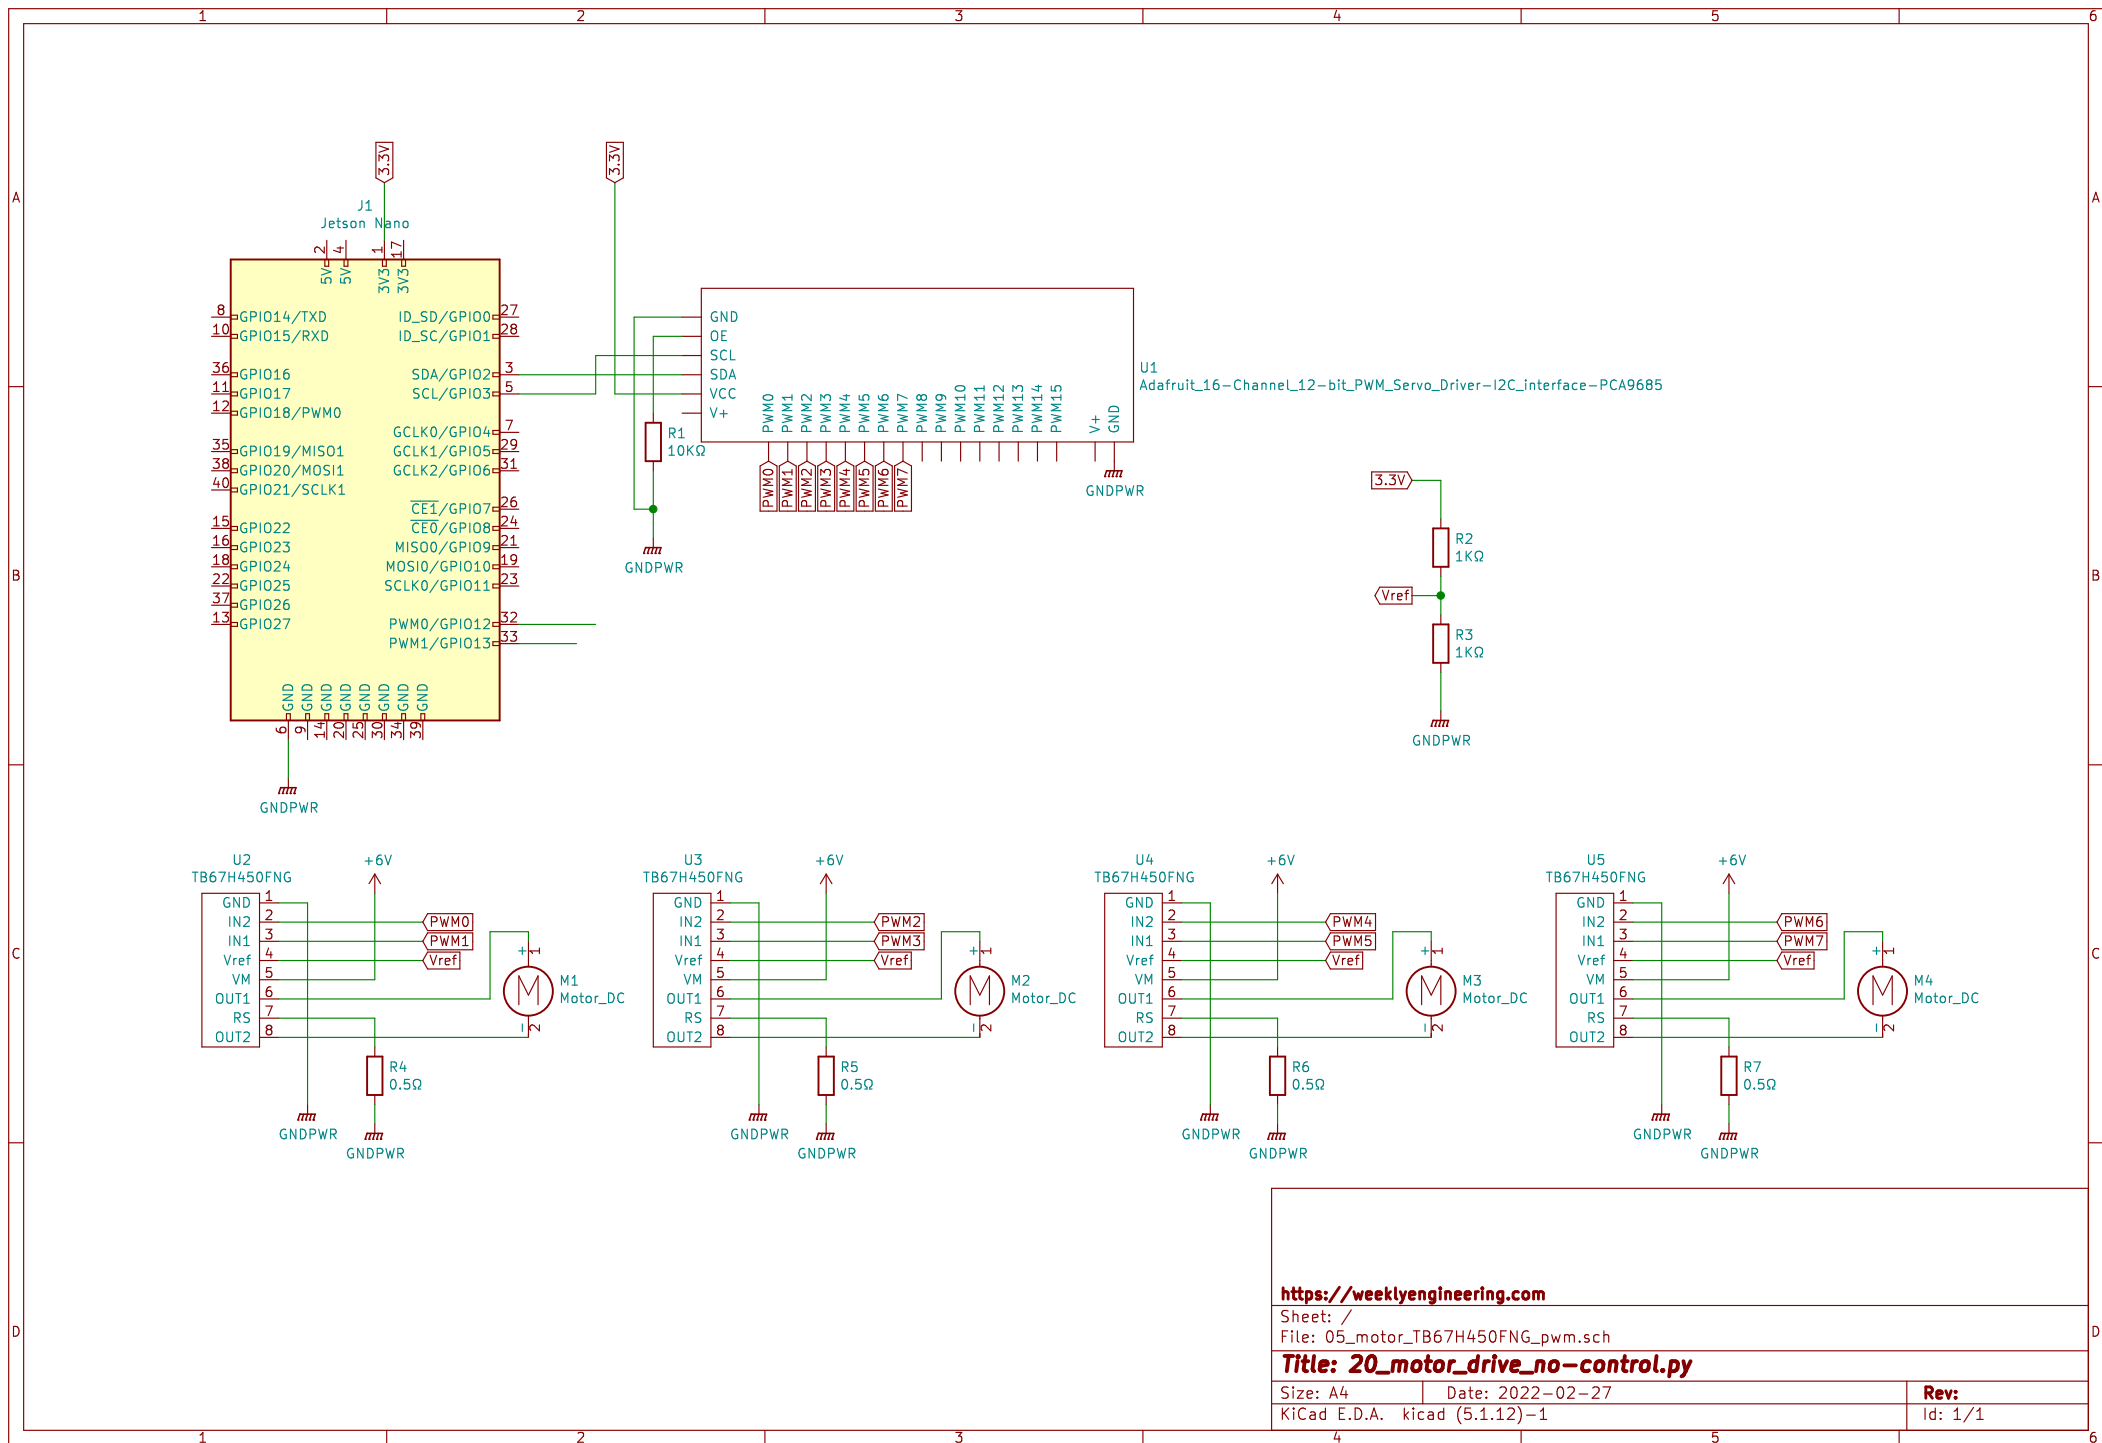 1 2 3 4 5 6
A A
B B
C C
D D
3.3V
3.3V
J1
Jetson Nano
2 4 1 17
5V 5V 3V3 3V3
8 GPIO14/TXD
10 GPIO15/RXD
36 GPIO16
11 GPIO17
12 GPIO18/PWM0
35 GPIO19/MISO1
38 GPIO20/MOSI1
40 GPIO21/SCLK1
15 GPIO22
16 GPIO23
18 GPIO24
22 GPIO25
37 GPIO26
13 GPIO27
ID_SD/GPIO0 27
ID_SC/GPIO1 28
SDA/GPIO2 3
SCL/GPIO3 5
GCLK0/GPIO4 7
GCLK1/GPIO5 29
GCLK2/GPIO6 31
CE1/GPIO7 26
CE0/GPIO8 24
MISO0/GPIO9 21
MOSI0/GPIO10 19
SCLK0/GPIO11 23
PWM0/GPIO12 32
PWM1/GPIO13 33
GND GND GND GND GND GND GND GND
6 9 14 20 25 30 34 39
GNDPWR
GND
OE
SCL
SDA
VCC
V+
PWM0 PWM1 PWM2 PWM3 PWM4 PWM5 PWM6 PWM7 PWM8 PWM9 PWM10 PWM11 PWM12 PWM13 PWM14 PWM15 V+ GND
U1
Adafruit_16-Channel_12-bit_PWM_Servo_Driver-I2C_interface-PCA9685
R1
10KΩ
GNDPWR
PWM0 PWM1 PWM2 PWM3 PWM4 PWM5 PWM6 PWM7
GNDPWR
3.3V
R2
1KΩ
Vref
R3
1KΩ
GNDPWR
U2
TB67H450FNG
+6V
GND 1
IN2 2 PWM0
IN1 3 PWM1
Vref 4 Vref
VM 5
OUT1 6
RS 7
OUT2 8
+ 1
M
M1
Motor_DC
- 2
R4
0.5Ω
GNDPWR
GNDPWR
U3
TB67H450FNG
+6V
GND 1
IN2 2 PWM2
IN1 3 PWM3
Vref 4 Vref
VM 5
OUT1 6
RS 7
OUT2 8
+ 1
M
M2
Motor_DC
- 2
R5
0.5Ω
GNDPWR
GNDPWR
U4
TB67H450FNG
+6V
GND 1
IN2 2 PWM4
IN1 3 PWM5
Vref 4 Vref
VM 5
OUT1 6
RS 7
OUT2 8
+ 1
M
M3
Motor_DC
- 2
R6
0.5Ω
GNDPWR
GNDPWR
U5
TB67H450FNG
+6V
GND 1
IN2 2 PWM6
IN1 3 PWM7
Vref 4 Vref
VM 5
OUT1 6
RS 7
OUT2 8
+ 1
M
M4
Motor_DC
- 2
R7
0.5Ω
GNDPWR
GNDPWR
https://weeklyengineering.com
Sheet: /
File: 05_motor_TB67H450FNG_pwm.sch
Title: 20_motor_drive_no-control.py
Size: A4 Date: 2022-02-27 Rev:
KiCad E.D.A. kicad (5.1.12)-1 Id: 1/1
1 2 3 4 5 6